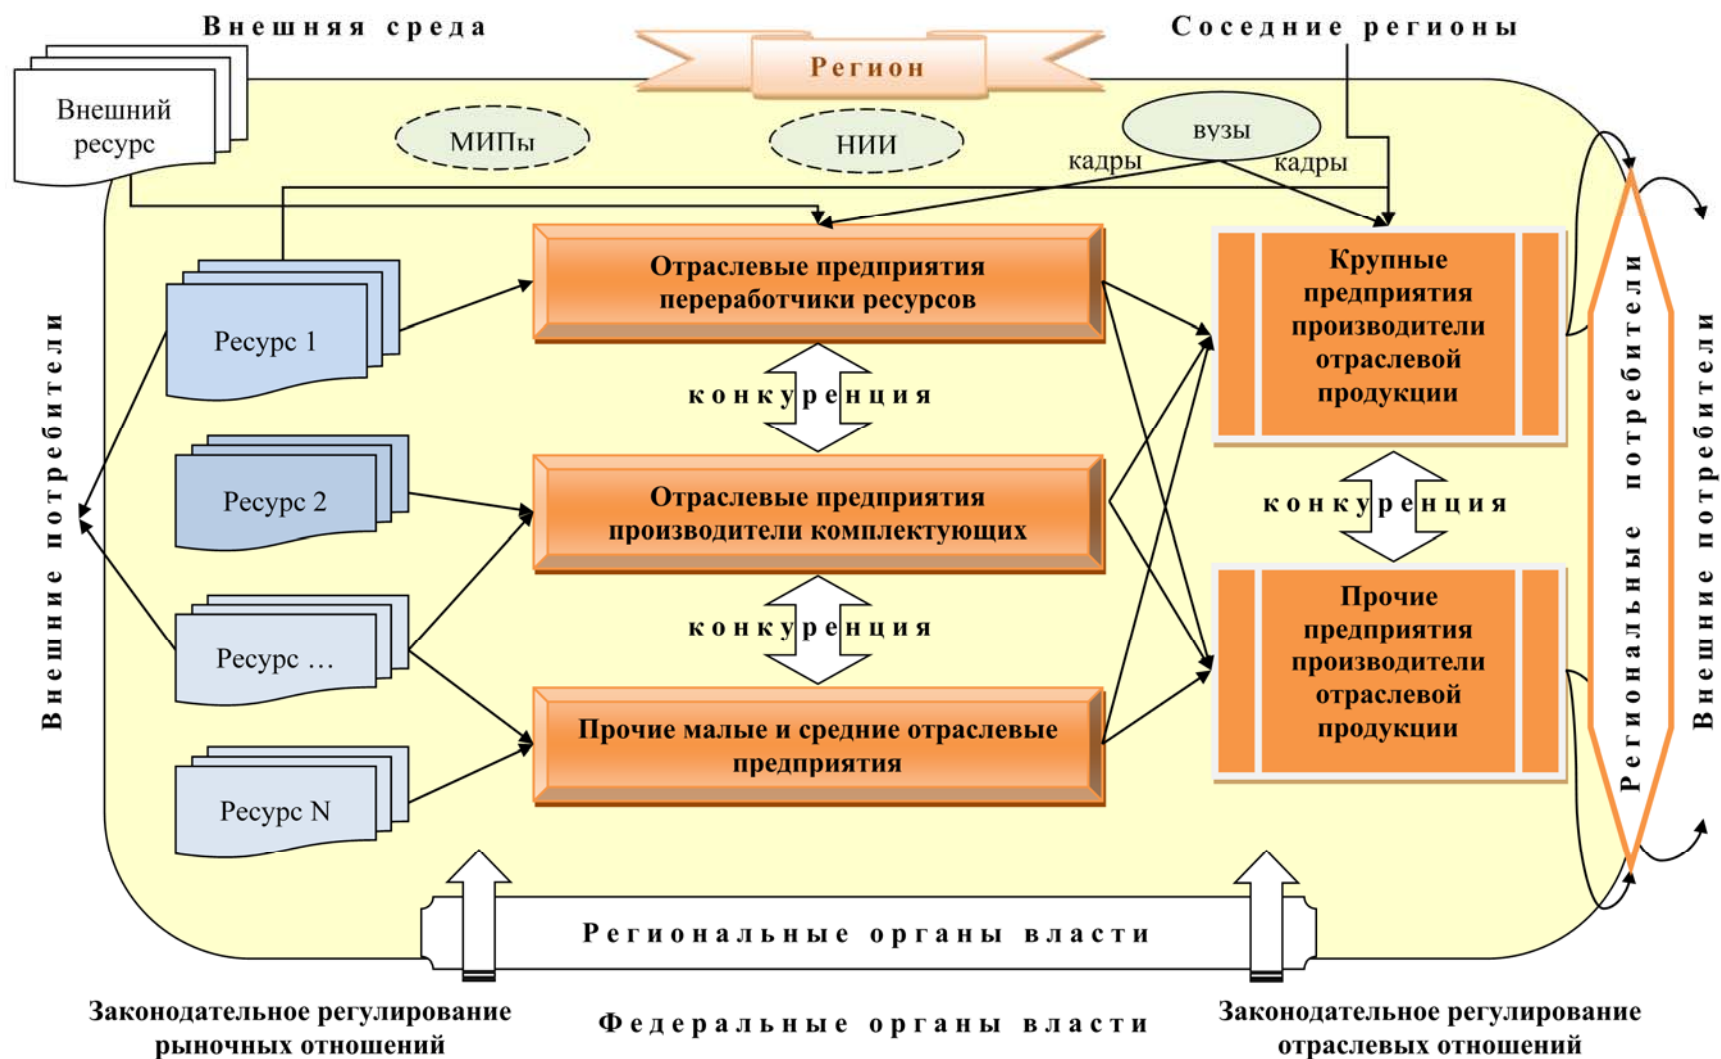 Внешняя среда
Соседние регионы
Регион
Внешний
ресурс
МИПы
НИИ
вузы
кадры
кадры
Внешние потребители
Ресурс 1
Ресурс 2
Ресурс ...
Ресурс N
Отраслевые предприятия
переработчики ресурсов
конкуренция
Отраслевые предприятия
производители комплектующих
конкуренция
Прочие малые и средние отраслевые
предприятия
Крупные
предприятия
производители
отраслевой
продукции
конкуренция
Прочие
предприятия
производители
отраслевой
продукции
Региональные потребители
Внешние потребители
Региональные органы власти
Законодательное регулирование
рыночных отношений
Федеральные органы власти
Законодательное регулирование
отраслевых отношений